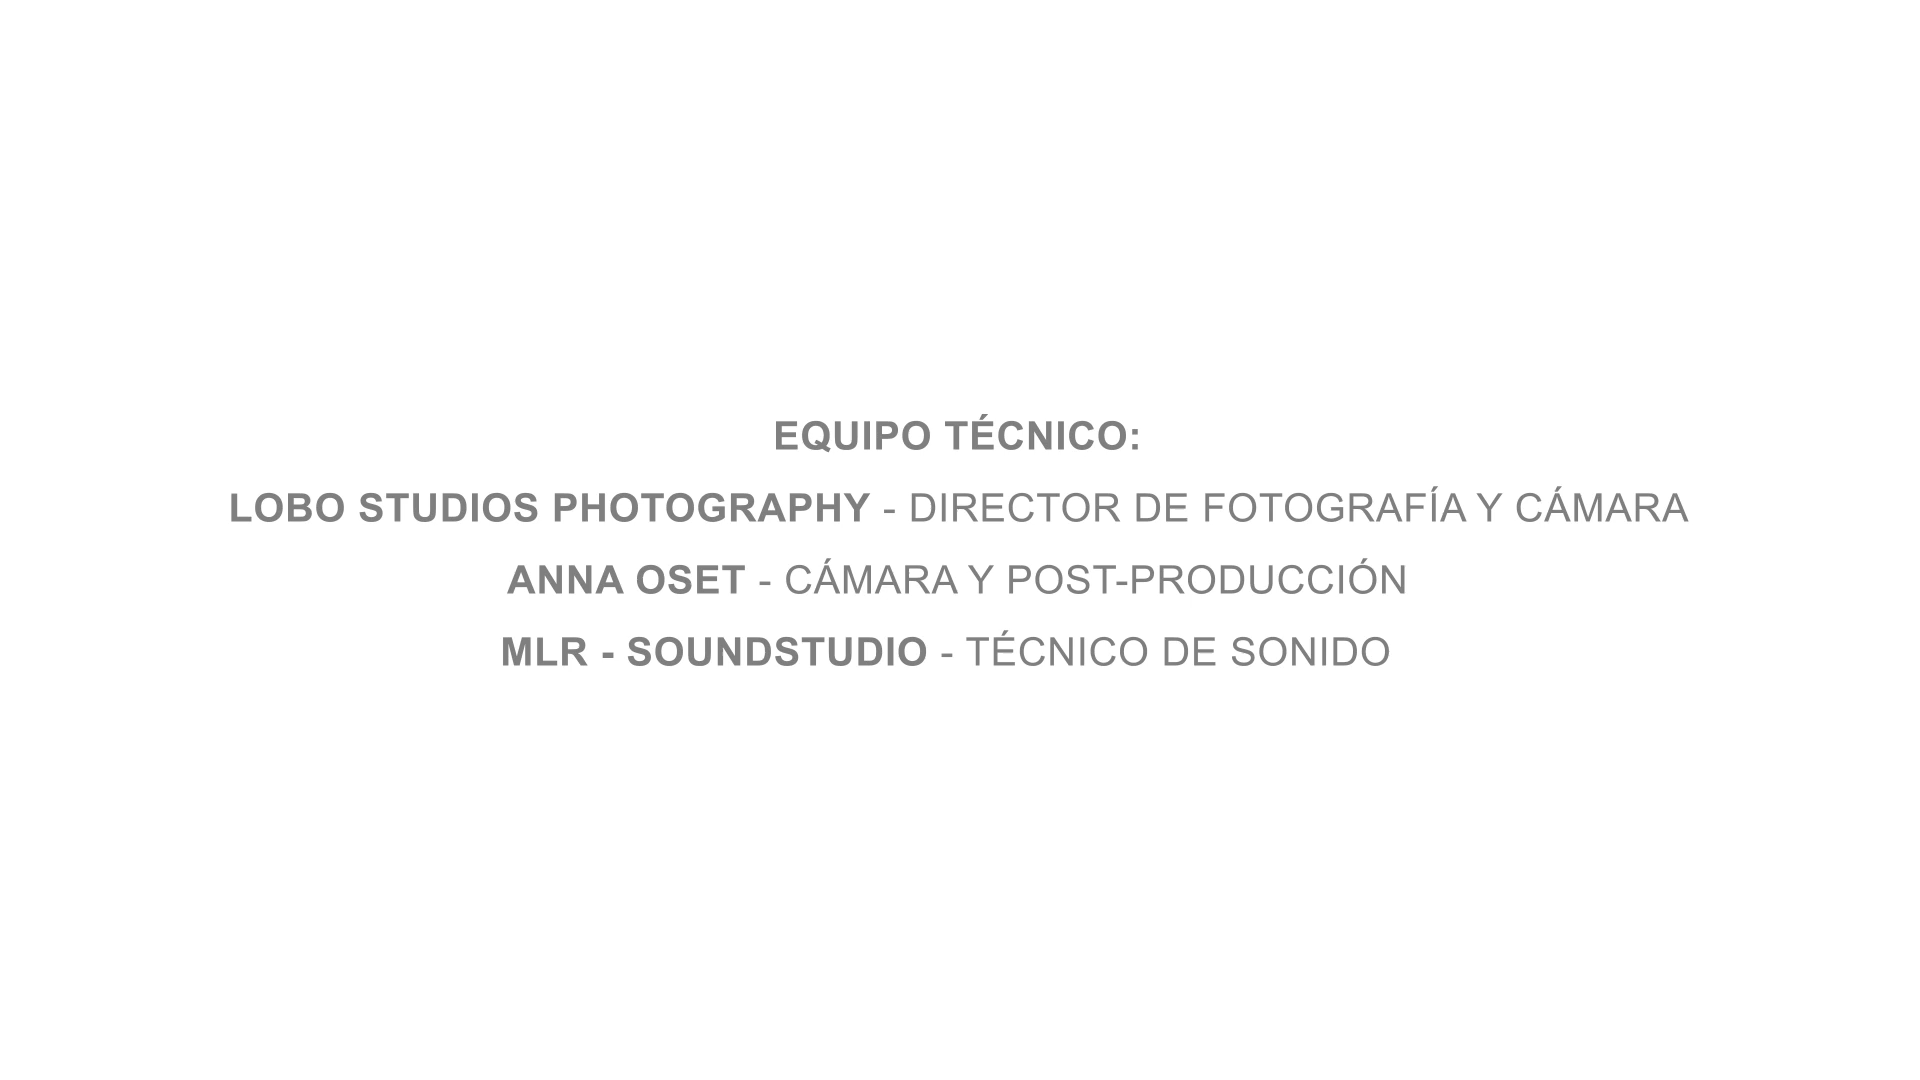 EQUIPO TÉCNICO:
LOBO STUDIOS PHOTOGRAPHY - DIRECTOR DE FOTOGRAFÍA Y CÁMARA
ANNA OSET - CÁMARA Y POST-PRODUCCIÓN
MLR - SOUNDSTUDIO - TÉCNICO DE SONIDO